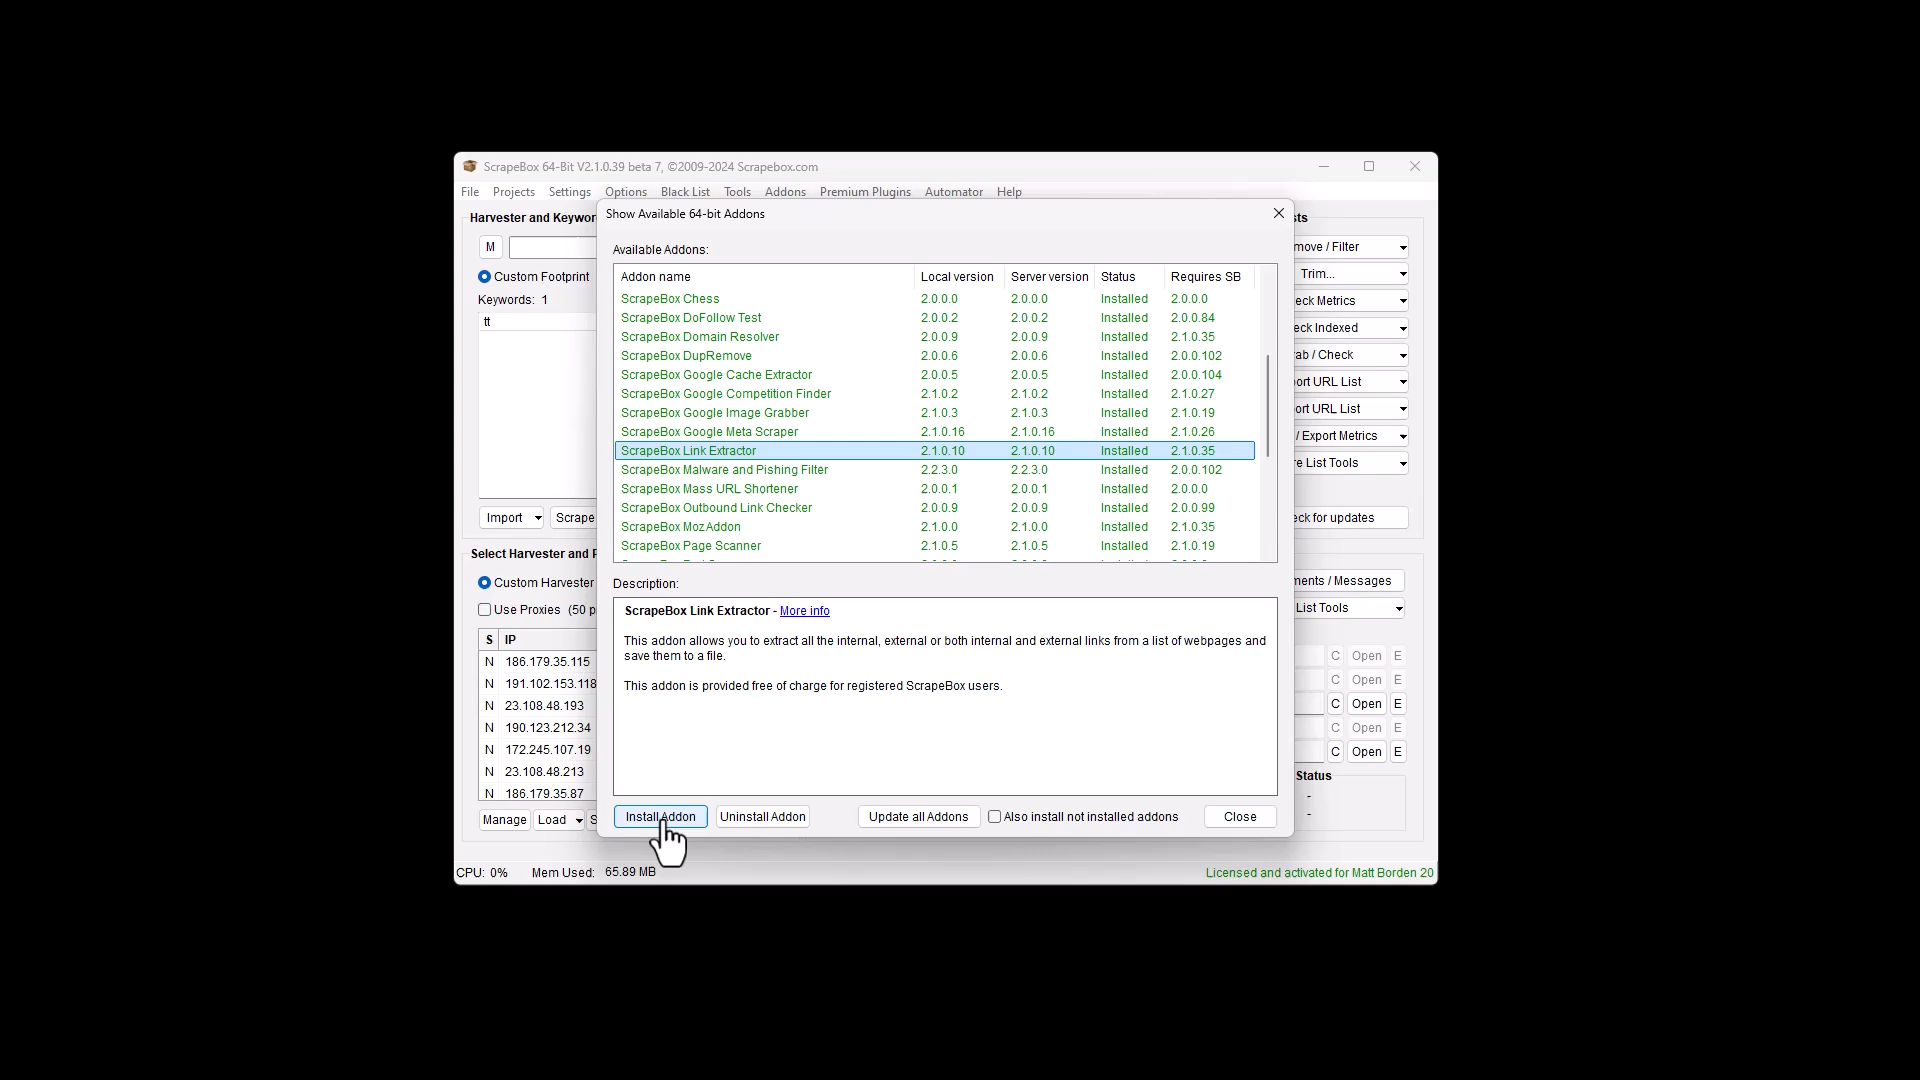 ScrapeBox 64-Bit V2.1.0.39 beta 7, ©2009-2024 Scrapebox.com
File Projects Settings Options Black List Tools Addons Premium Plugins Automator Help
Harvester and Keywor
Show Available 64-bit Addons
sts
M
move / Filter
Available Addons:
Custom Footprint
Trim...
Keywords: 1
eck Metrics
tt
eck Indexed
ab / Check
port URL List
ort URL List
/ Export Metrics
re List Tools
Addon name Local version Server version Status Requires SB
ScrapeBox Chess 2.0.0.0 2.0.0.0 Installed 2.0.0.0
ScrapeBox DoFollow Test 2.0.0.2 2.0.0.2 Installed 2.0.0.84
ScrapeBox Domain Resolver 2.0.0.9 2.0.0.9 Installed 2.1.0.35
ScrapeBox DupRemove 2.0.0.6 2.0.0.6 Installed 2.0.0.102
ScrapeBox Google Cache Extractor 2.0.0.5 2.0.0.5 Installed 2.0.0.104
ScrapeBox Google Competition Finder 2.1.0.2 2.1.0.2 Installed 2.1.0.27
ScrapeBox Google Image Grabber 2.1.0.3 2.1.0.3 Installed 2.1.0.19
ScrapeBox Google Meta Scraper 2.1.0.16 2.1.0.16 Installed 2.1.0.26
ScrapeBox Link Extractor 2.1.0.10 2.1.0.10 Installed 2.1.0.35
ScrapeBox Malware and Pishing Filter 2.2.3.0 2.2.3.0 Installed 2.0.0.102
ScrapeBox Mass URL Shortener 2.0.0.1 2.0.0.1 Installed 2.0.0.0
ScrapeBox Outbound Link Checker 2.0.0.9 2.0.0.9 Installed 2.0.0.99
ScrapeBox Moz Addon 2.1.0.0 2.1.0.0 Installed 2.1.0.35
ScrapeBox Page Scanner 2.1.0.5 2.1.0.5 Installed 2.1.0.19
Import Scrape
eck for updates
Select Harvester and P
Custom Harvester
Use Proxies (50 p
S IP
N 186.179.35.115
N 191.102.153.118
N 23.108.48.193
N 190.123.212.34
N 172.245.107.19
N 23.108.48.213
N 186.179.35.87
Manage Load S
Description:
ScrapeBox Link Extractor - More info
This addon allows you to extract all the internal, external or both internal and external links from a list of webpages and
save them to a file.
This addon is provided free of charge for registered ScrapeBox users.
Install Addon Uninstall Addon Update all Addons Also install not installed addons Close
ments / Messages
List Tools
C Open E
C Open E
C Open E
C Open E
C Open E
Status
-
-
CPU: 0% Mem Used: 65.89 MB
Licensed and activated for Matt Borden 20